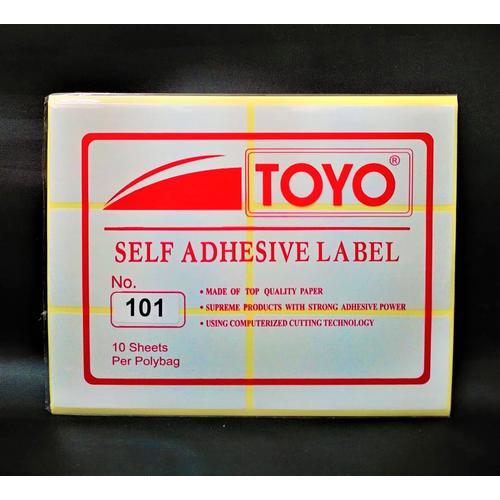 TOYO®
SELF ADHESIVE LABEL
No.
101
• MADE OF TOP QUALITY PAPER
• SUPREME PRODUCTS WITH STRONG ADHESIVE POWER
• USING COMPUTERIZED CUTTING TECHNOLOGY
10 Sheets
Per Polybag